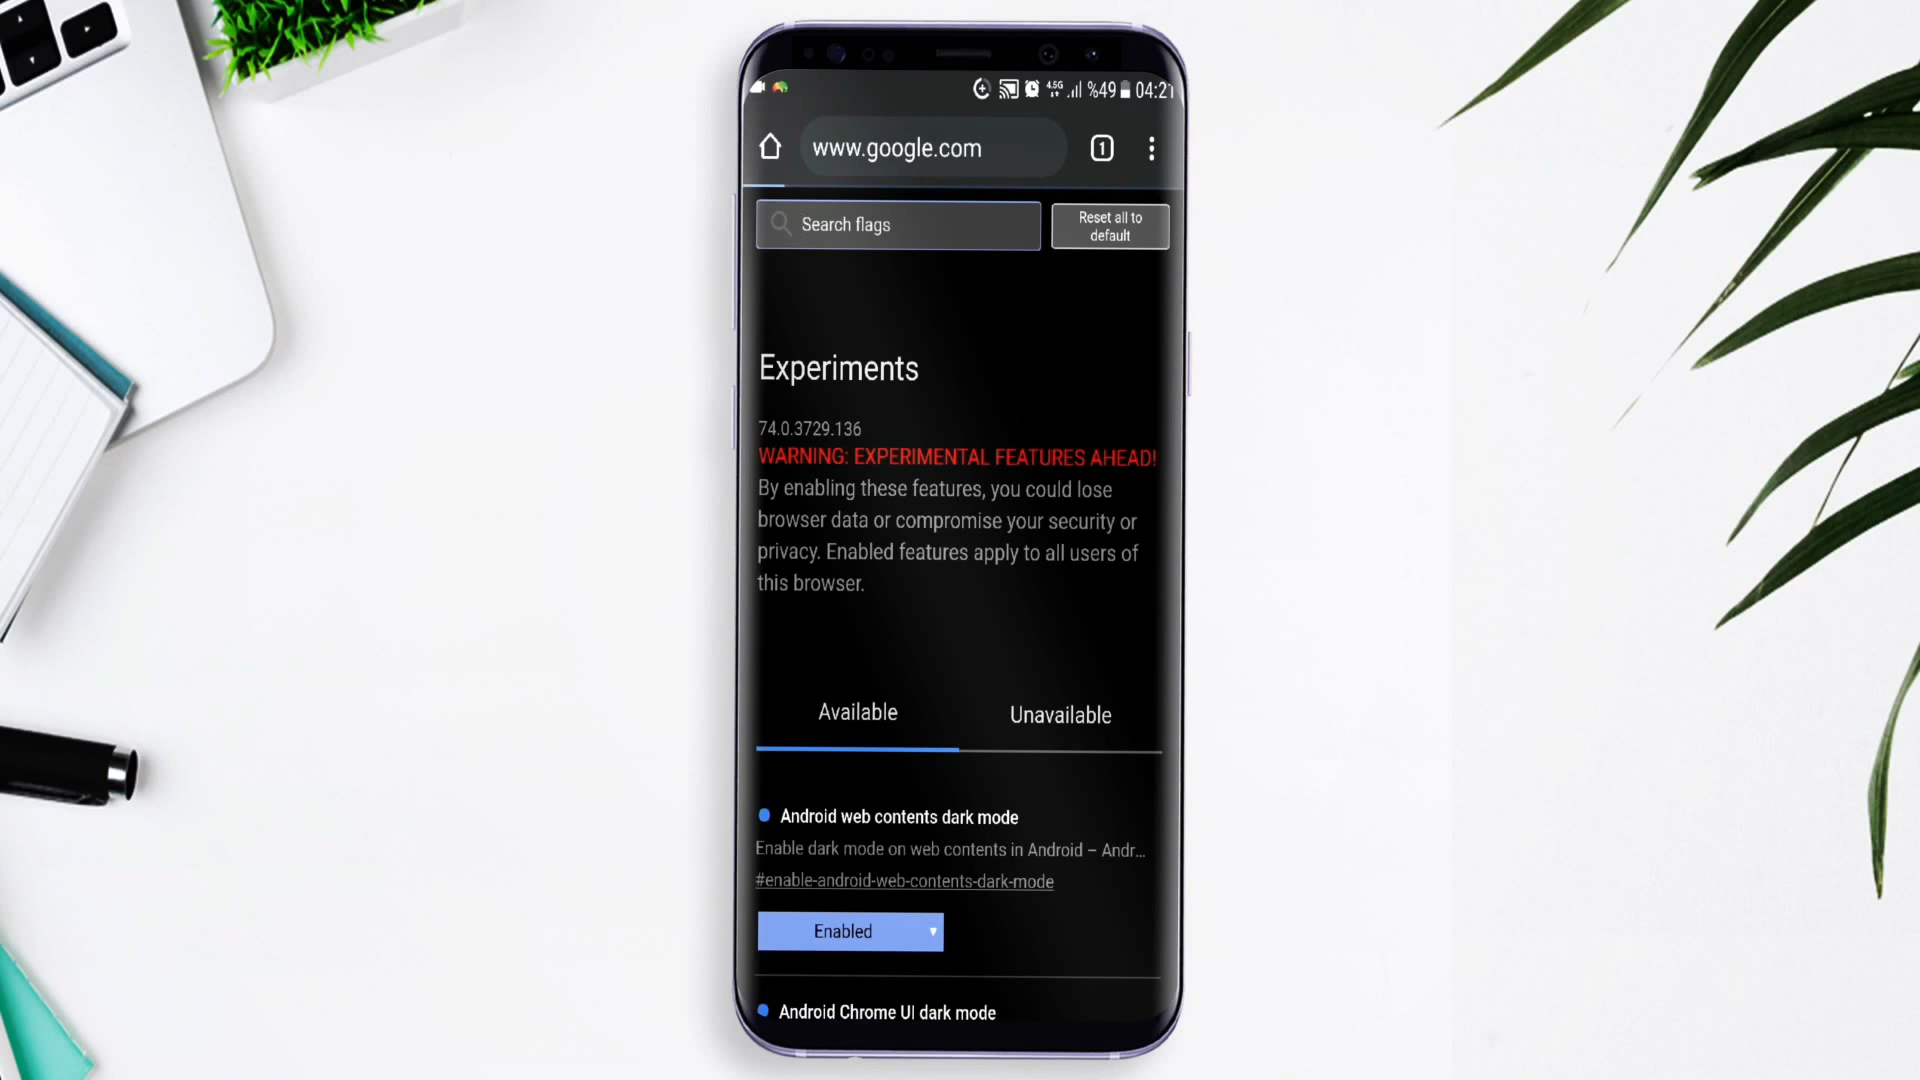 4.5G %49 04:21
www.google.com 1
Search flags
Reset all to
default
Experiments
74.0.3729.136
WARNING: EXPERIMENTAL FEATURES AHEAD!
By enabling these features, you could lose
browser data or compromise your security or
privacy. Enabled features apply to all users of
this browser.
Available Unavailable
Android web contents dark mode
Enable dark mode on web contents in Android – Andr...
#enable-android-web-contents-dark-mode
Enabled
Android Chrome UI dark mode